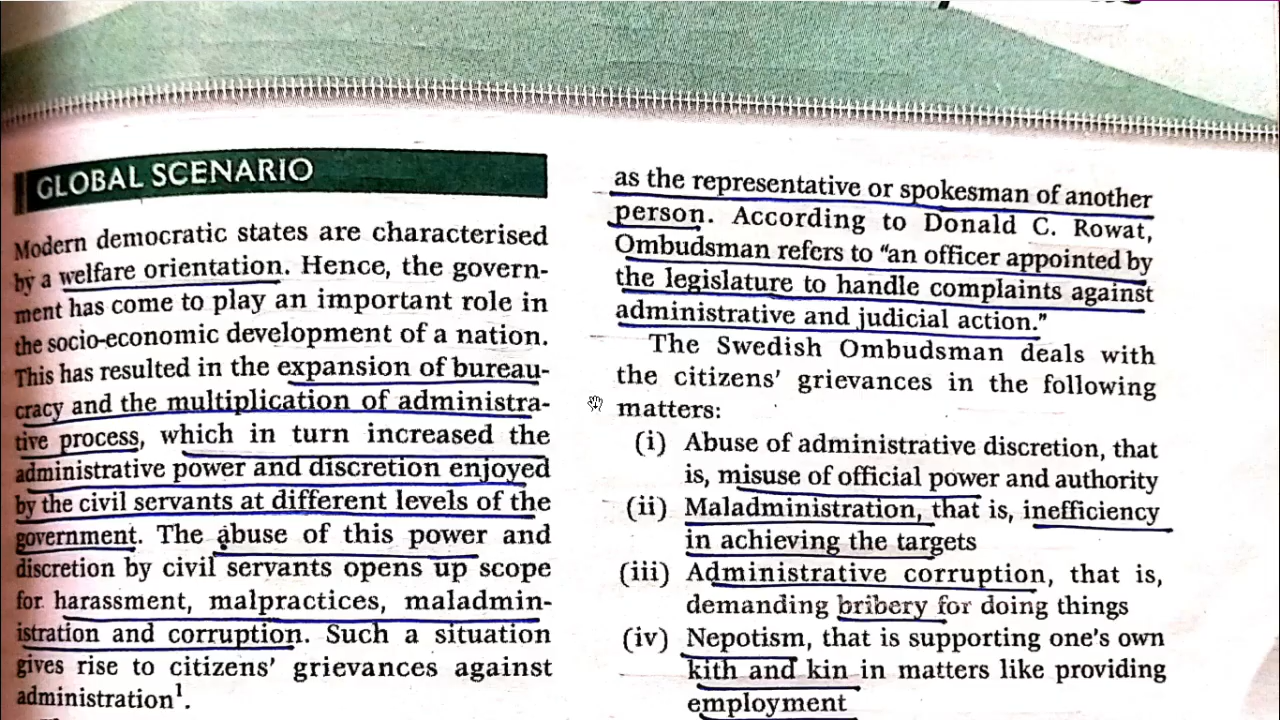 GLOBAL SCENARIO
Modern democratic states are characterised
by a welfare orientation. Hence, the govern-
ment has come to play an important role in
the socio-economic development of a nation.
This has resulted in the expansion of bureau-
cracy and the multiplication of administra-
tive process, which in turn increased the
administrative power and discretion enjoyed
by the civil servants at different levels of the
government. The abuse of this power and
discretion by civil servants opens up scope
for harassment, malpractices, maladmin-
istration and corruption. Such a situation
gives rise to citizens' grievances against
administration¹.
as the representative or spokesman of another
person. According to Donald C. Rowat,
Ombudsman refers to "an officer appointed by
the legislature to handle complaints against
administrative and judicial action."
The Swedish Ombudsman deals with
the citizens' grievances in the following
matters:
(i) Abuse of administrative discretion, that
is, misuse of official power and authority
(ii) Maladministration, that is, inefficiency
in achieving the targets
(iii) Administrative corruption, that is,
demanding bribery for doing things
(iv) Nepotism, that is supporting one's own
kith and kin in matters like providing
employment